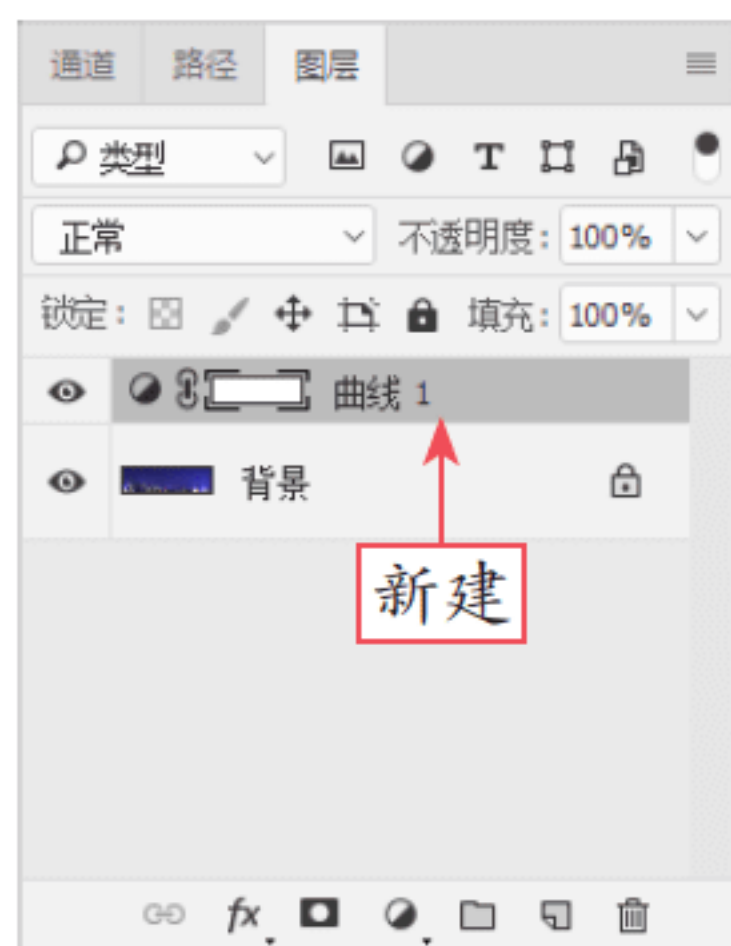 通道 路径 图层
类型
正常 不透明度: 100%
锁定: 填充: 100%
曲线 1
背景
新建
fx